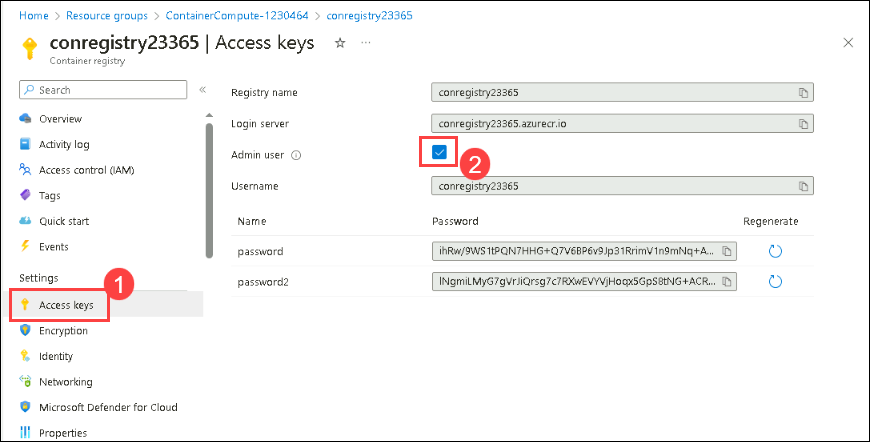 Home > Resource groups > ContainerCompute-1230464 > conregistry23365
conregistry23365 | Access keys
Container registry
Search
Overview
Activity log
Access control (IAM)
Tags
Quick start
Events
Settings
Access keys
1
Encryption
Identity
Networking
Microsoft Defender for Cloud
Properties
Registry name conregistry23365
Login server conregistry23365.azurecr.io
Admin user
2
Username conregistry23365
Name Password Regenerate
password ihRw/9WS1tPQN7HHG+Q7V6BP6v9Jp31RrimV1n9mNq+A...
password2 lNgmiLMyG7gVrJiQrsg7c7RXwEVYVjHoqx5GpS8tNG+ACR...